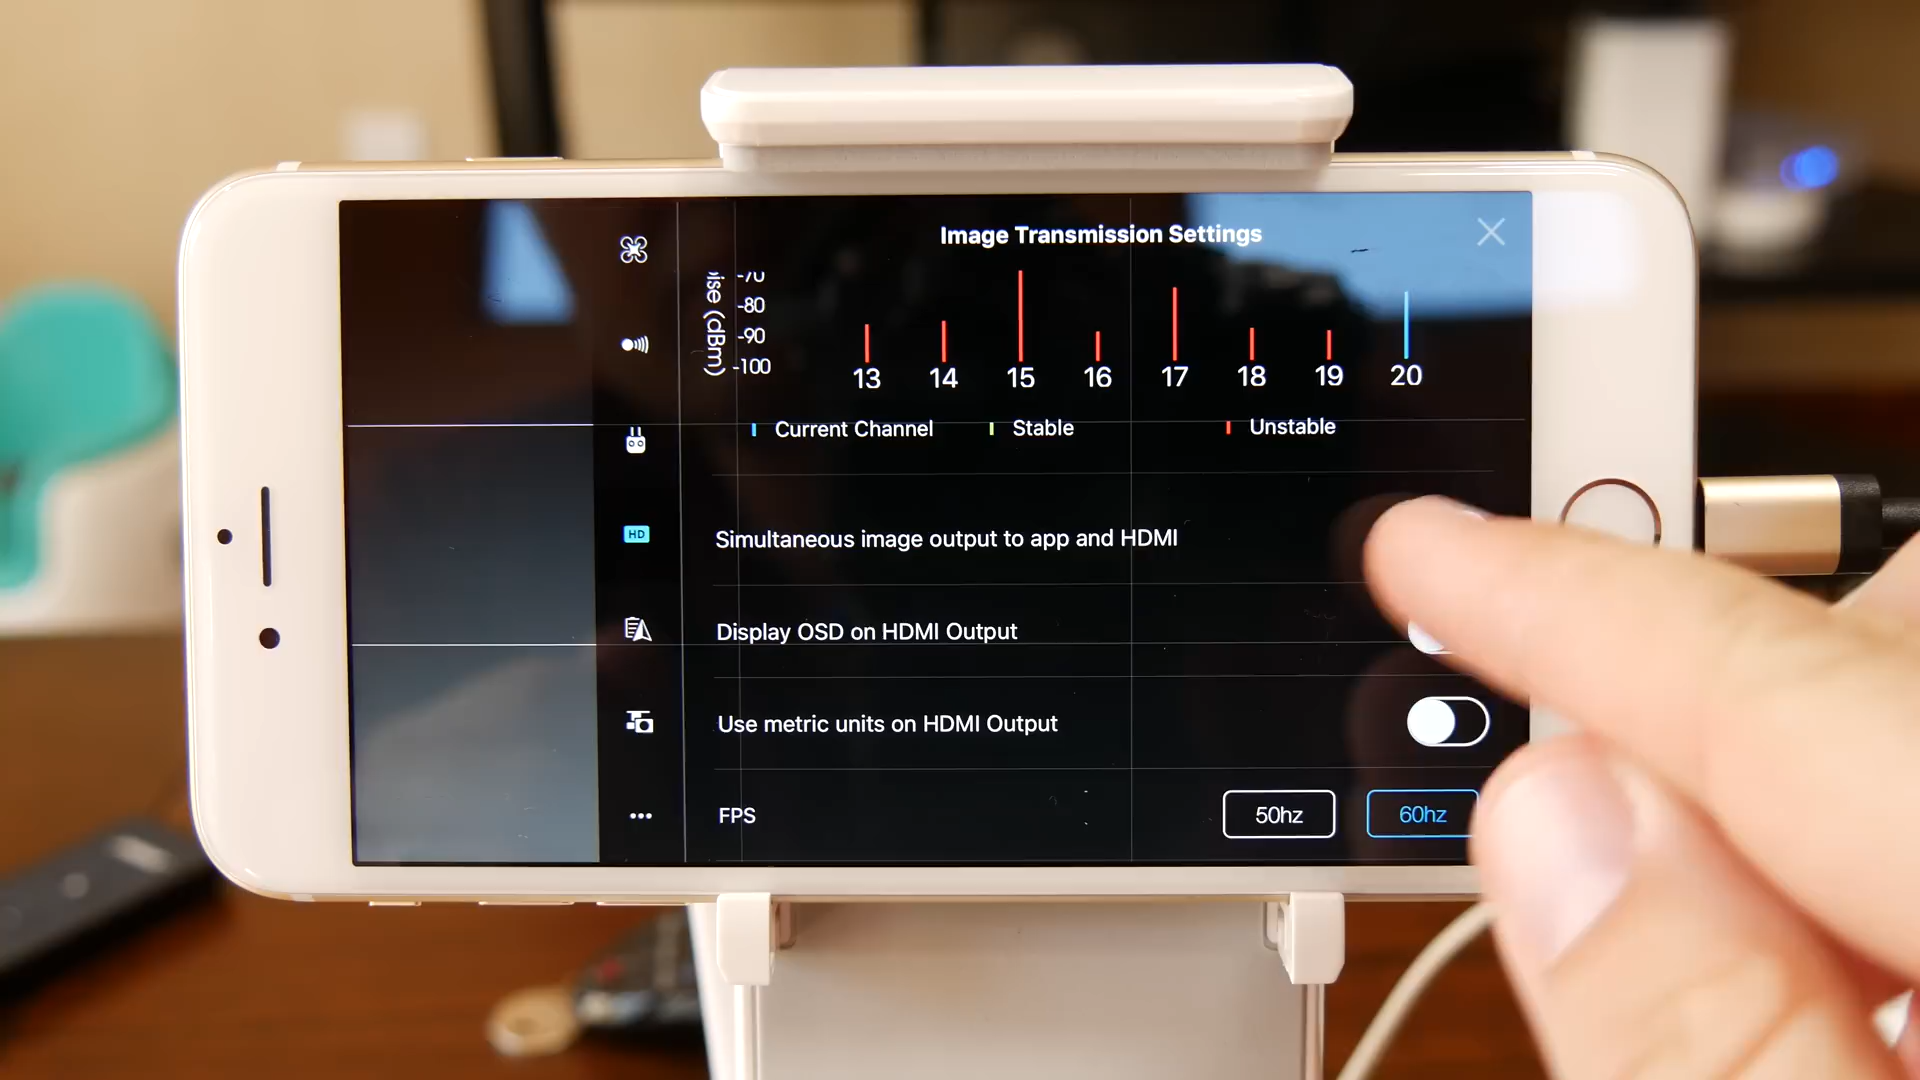 Image Transmission Settings
-70
-80
-90
-100
(dBm)
13 14 15 16 17 18 19 20
Current Channel Stable Unstable
HD
Simultaneous image output to app and HDMI
Display OSD on HDMI Output
Use metric units on HDMI Output
FPS 50hz 60hz